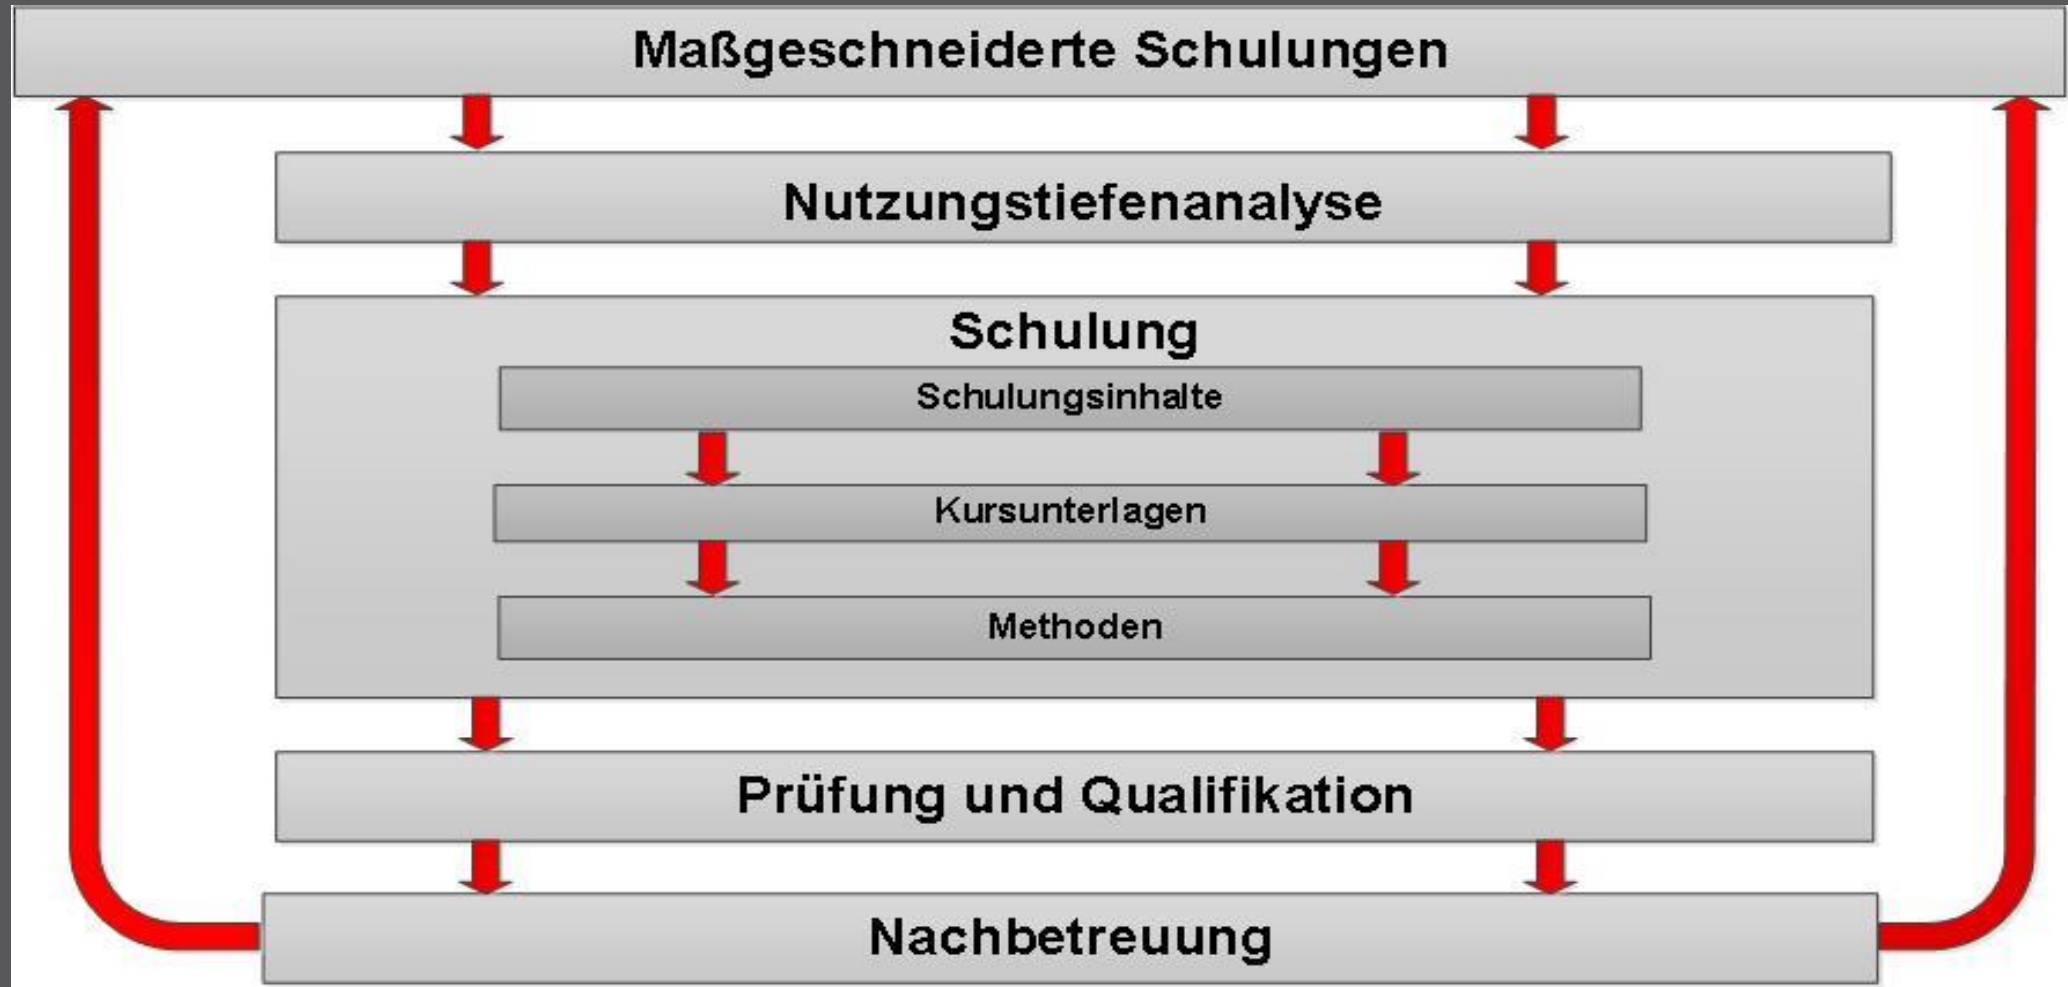 Maßgeschneiderte Schulungen
Nutzungstiefenanalyse
Schulung
Schulungsinhalte
Kursunterlagen
Methoden
Prüfung und Qualifikation
Nachbetreuung